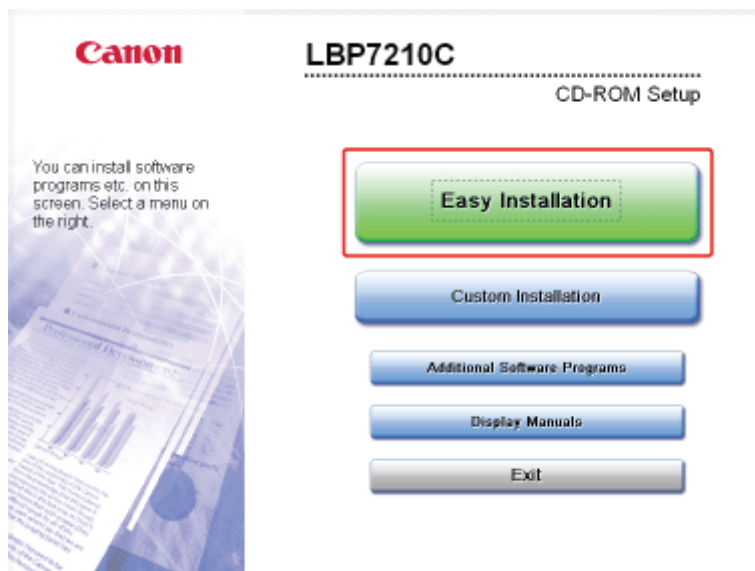 Canon
LBP7210C
CD-ROM Setup
You can install software
programs etc. on this
screen. Select a menu on
the right.
Easy Installation
Custom Installation
Additional Software Programs
Display Manuals
Exit